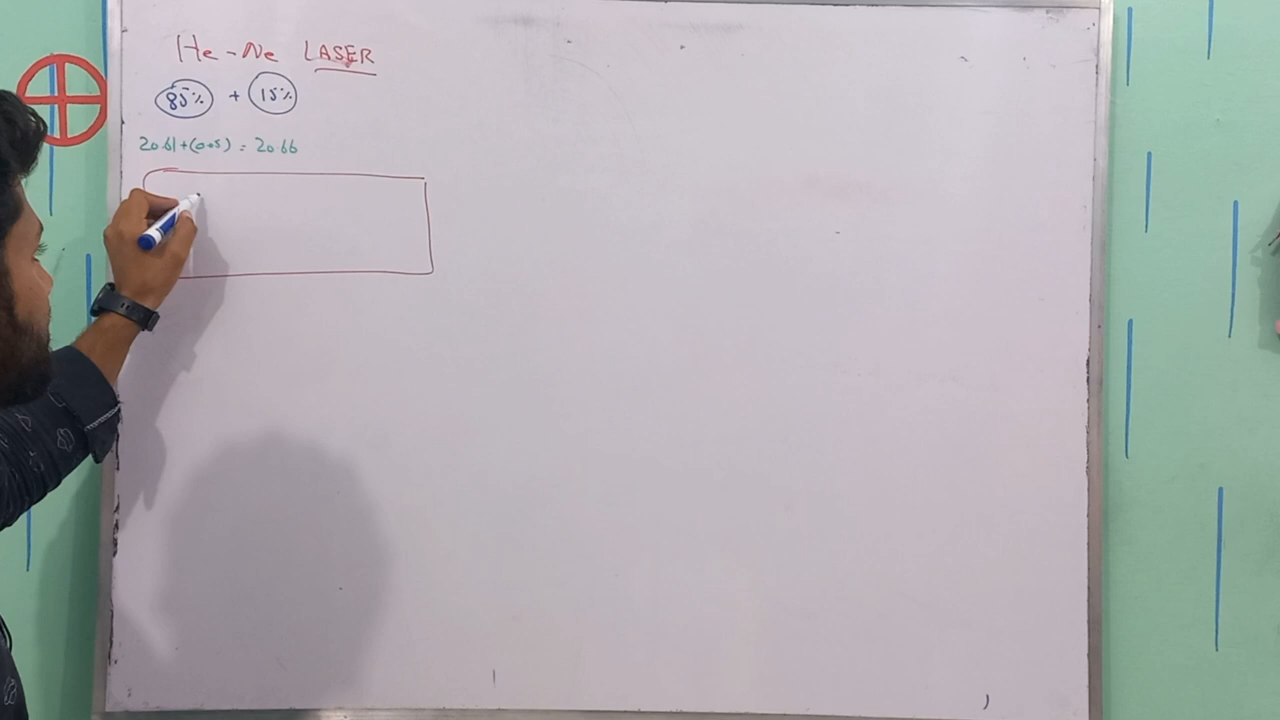 He-Ne LASER
85% + 15%
20.61+(0.05) = 20.66